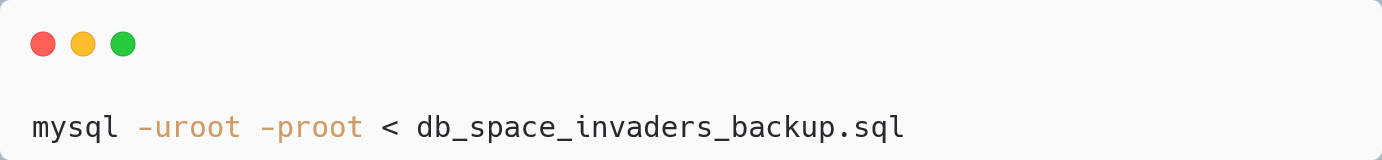 mysql -uroot -proot < db_space_invaders_backup.sql